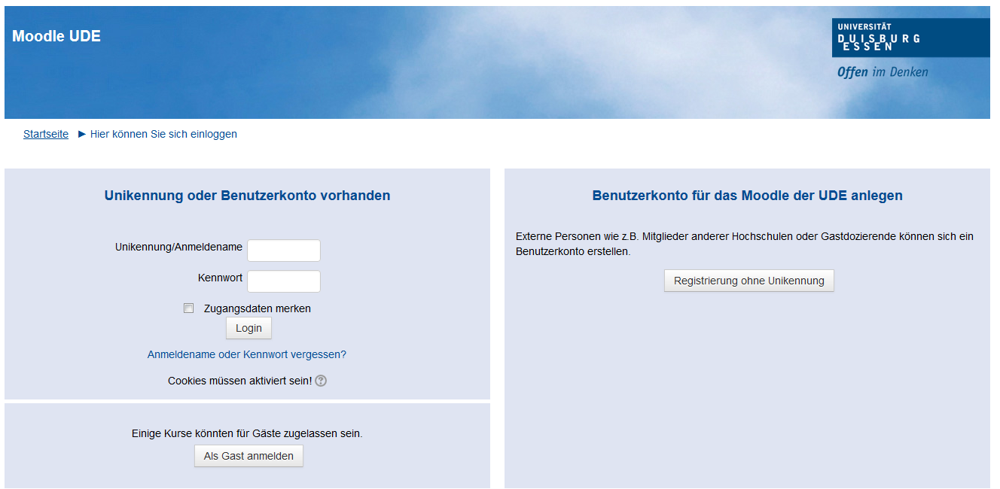 Moodle UDE
UNIVERSITÄT
DUISBURG
ESSEN
Offen im Denken
Startseite ► Hier können Sie sich einloggen
Unikennung oder Benutzerkonto vorhanden
Unikennung/Anmeldename
Kennwort
Zugangsdaten merken
Login
Anmeldename oder Kennwort vergessen?
Cookies müssen aktiviert sein! ?
Einige Kurse könnten für Gäste zugelassen sein.
Als Gast anmelden
Benutzerkonto für das Moodle der UDE anlegen
Externe Personen wie z.B. Mitglieder anderer Hochschulen oder Gastdozierende können sich ein
Benutzerkonto erstellen.
Registrierung ohne Unikennung